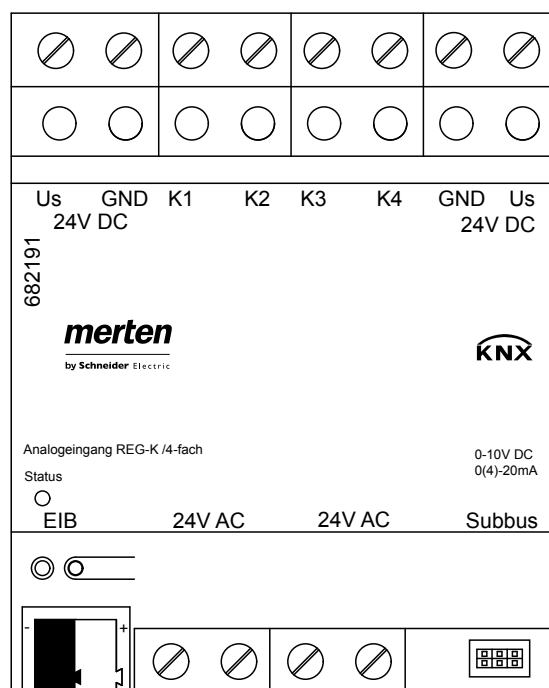 Us GND K1 K2 K3 K4 GND Us
24V DC 24V DC
682191
merten
by Schneider Electric
KNX
Analogeingang REG-K /4-fach
0-10V DC
0(4)-20mA
Status
EIB 24V AC 24V AC Subbus
- +